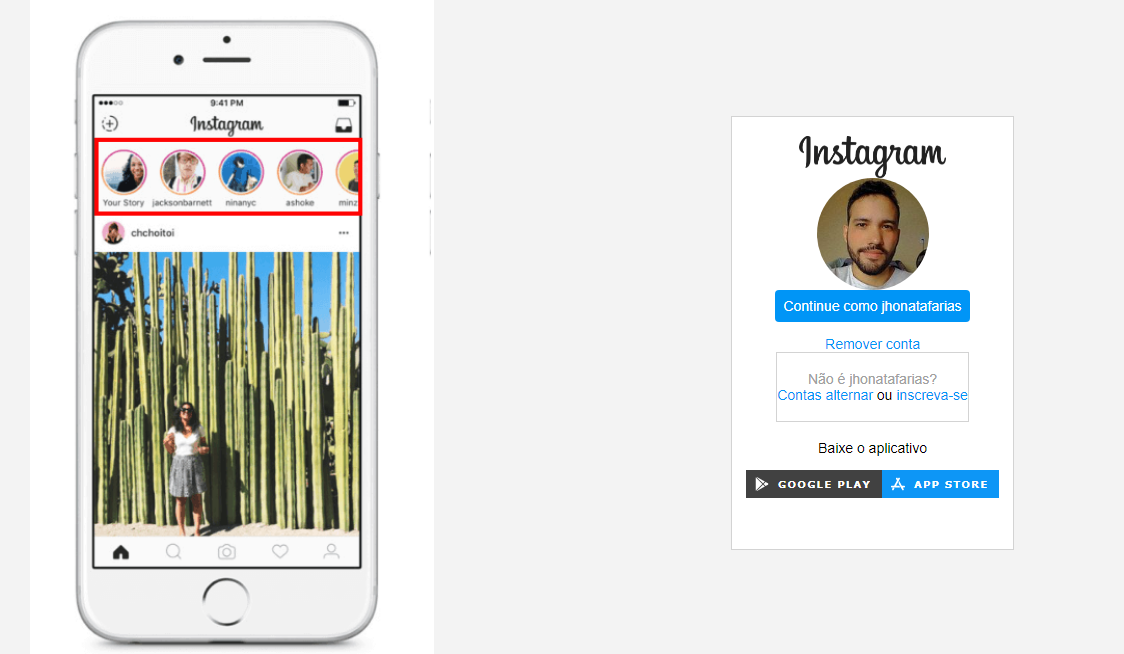 9:41 PM
Instagram
Your Story jacksonbarnett ninanyc ashoke minz
chchoitoi
Instagram
Continue como jhonatafarias
Remover conta
Não é jhonatafarias?
Contas alternar ou inscreva-se
Baixe o aplicativo
GOOGLE PLAY APP STORE